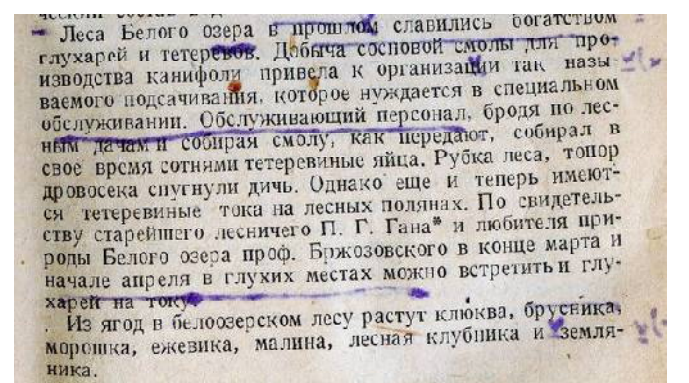 Леса Белого озера в прошлом славились богатством
глухарей и тетеревов. Добыча сосновой смолы для про-
изводства канифоли привела к организации так назы-
ваемого подсачивания, которое нуждается в специальном
обслуживании. Обслуживающий персонал, бродя по лес-
ным дачам и собирая смолу, как передают, собирал в
свое время сотнями тетеревиные яйца. Рубка леса, топор
дровосека спугнули дичь. Однако еще и теперь имеют-
ся тетеревиные тока на лесных полянах. По свидетель-
ству старейшего лесничего П. Г. Гана* и любителя при-
роды Белого озера проф. Бржозовского в конце марта и
начале апреля в глухих местах можно встретить и глу-
харей на току.
Из ягод в белоозерском лесу растут клюква, брусника,
морошка, ежевика, малина, лесная клубника и земля-
ника.